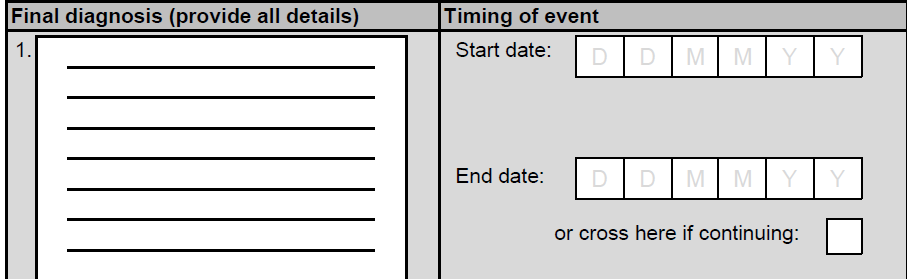 Final diagnosis (provide all details) Timing of event
1. Start date: D D M M Y Y
End date: D D M M Y Y
or cross here if continuing: